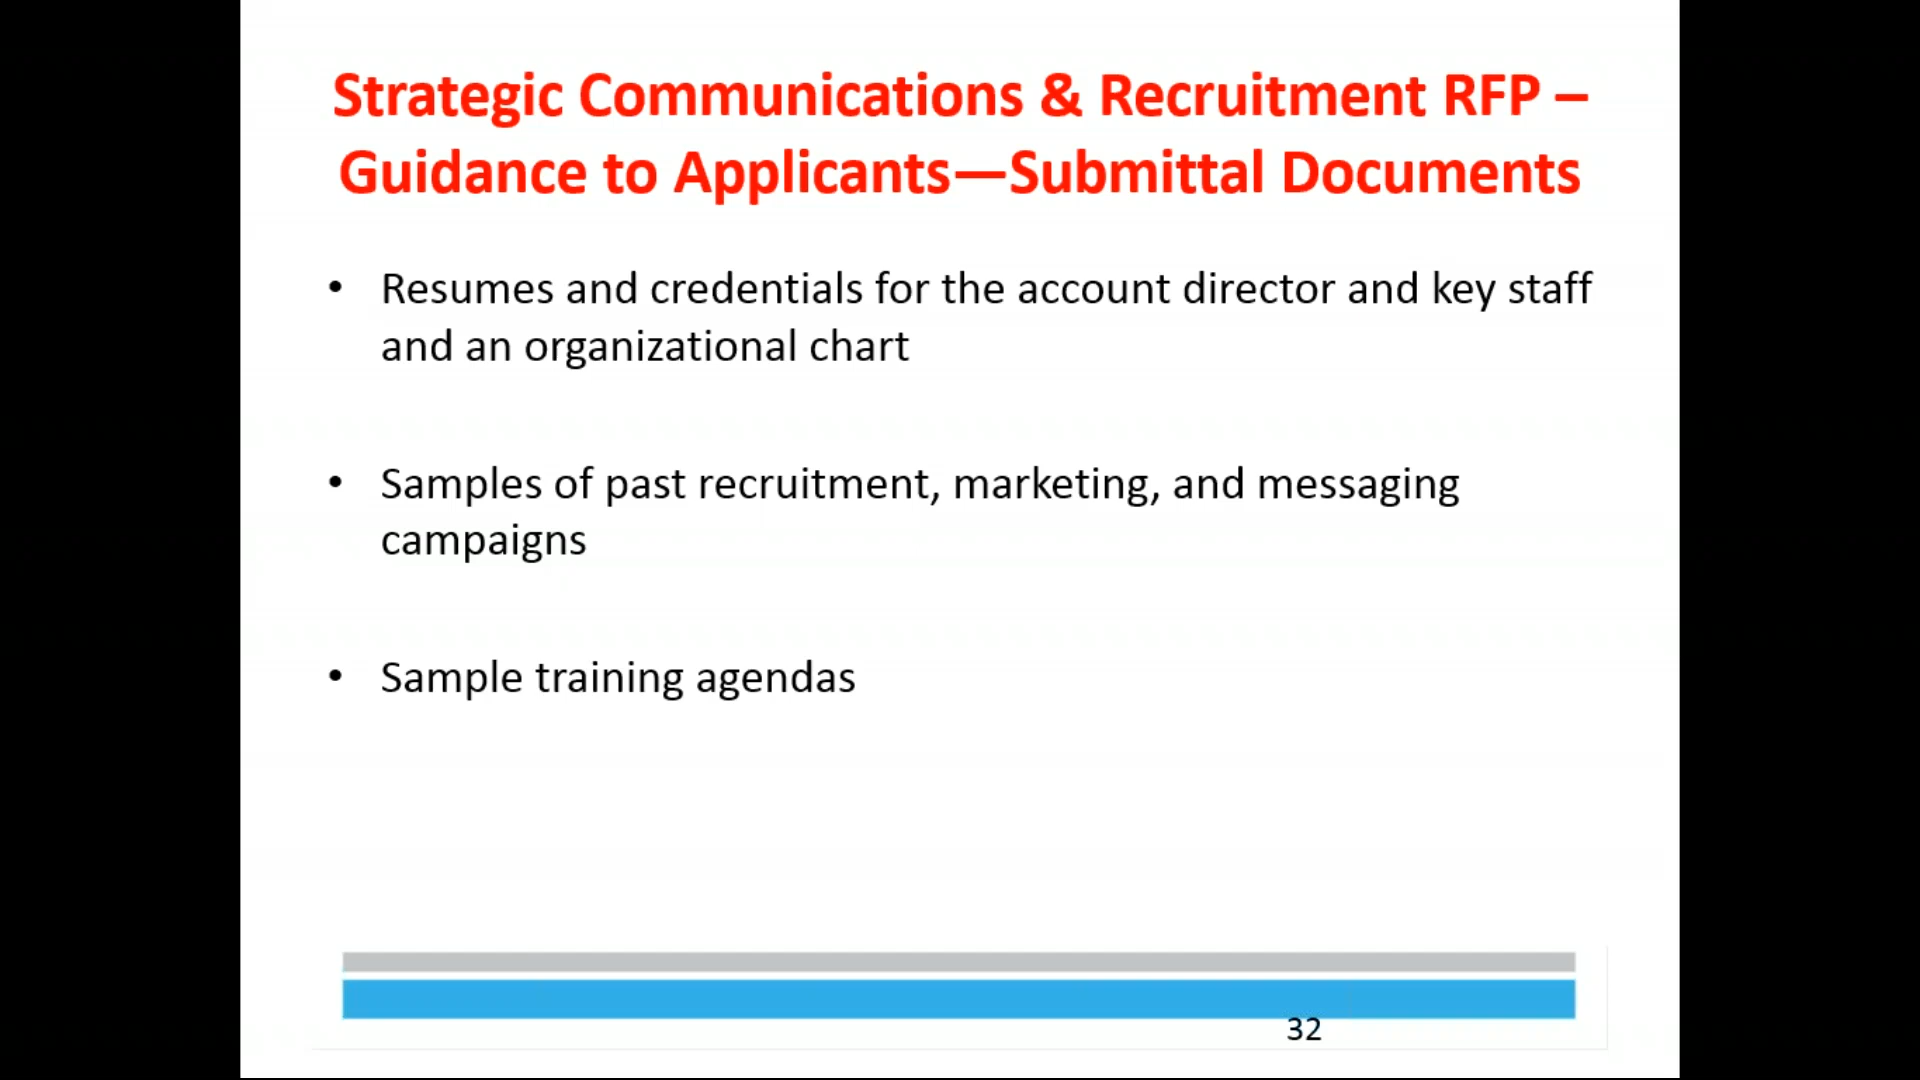 Strategic Communications & Recruitment RFP –
Guidance to Applicants—Submittal Documents
• Resumes and credentials for the account director and key staff
and an organizational chart
• Samples of past recruitment, marketing, and messaging
campaigns
• Sample training agendas
32